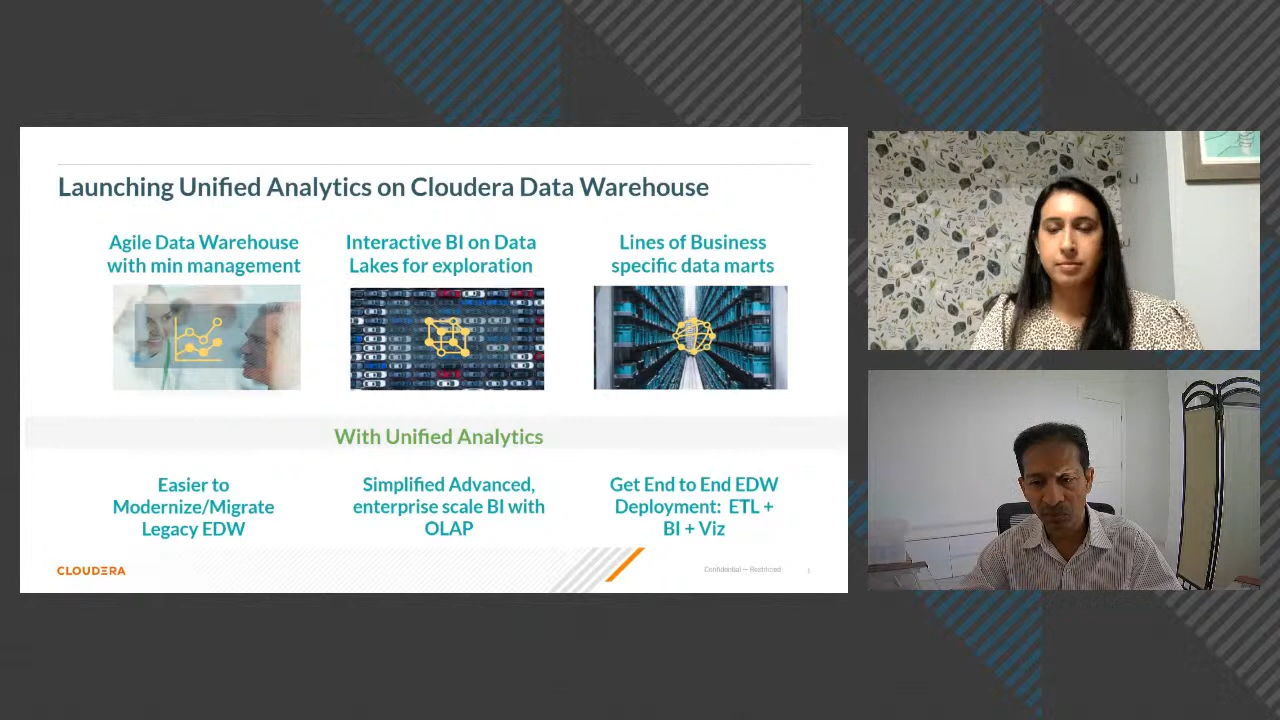 Launching Unified Analytics on Cloudera Data Warehouse
Agile Data Warehouse
with min management
Interactive BI on Data
Lakes for exploration
Lines of Business
specific data marts
With Unified Analytics
Easier to
Modernize/Migrate
Legacy EDW
Simplified Advanced,
enterprise scale BI with
OLAP
Get End to End EDW
Deployment: ETL +
BI + Viz
CLOUDERA
Confidential — Restricted
1